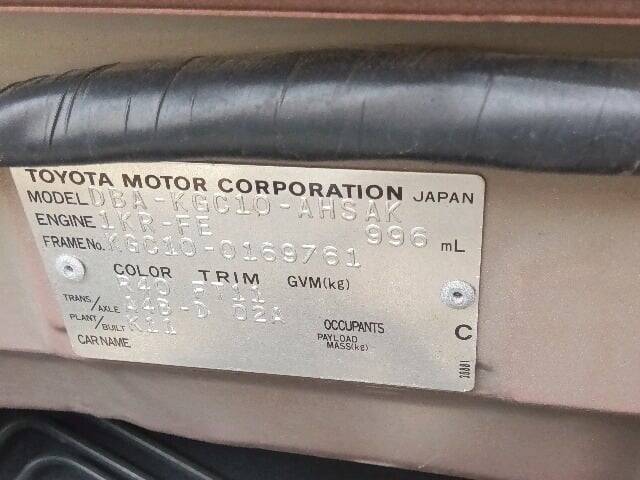 TOYOTA MOTOR CORPORATION JAPAN
MODEL DBA-KGC10-AHSAK
ENGINE 1KR-FE 996 mL
FRAME No. KGC10-0169761
COLOR TRIM GVM(kg)
R40 FT11
TRANS/AXLE A4B-D 02A
PLANT/BUILT K11
OCCUPANTS C
PAYLOAD MASS(kg)
CAR NAME